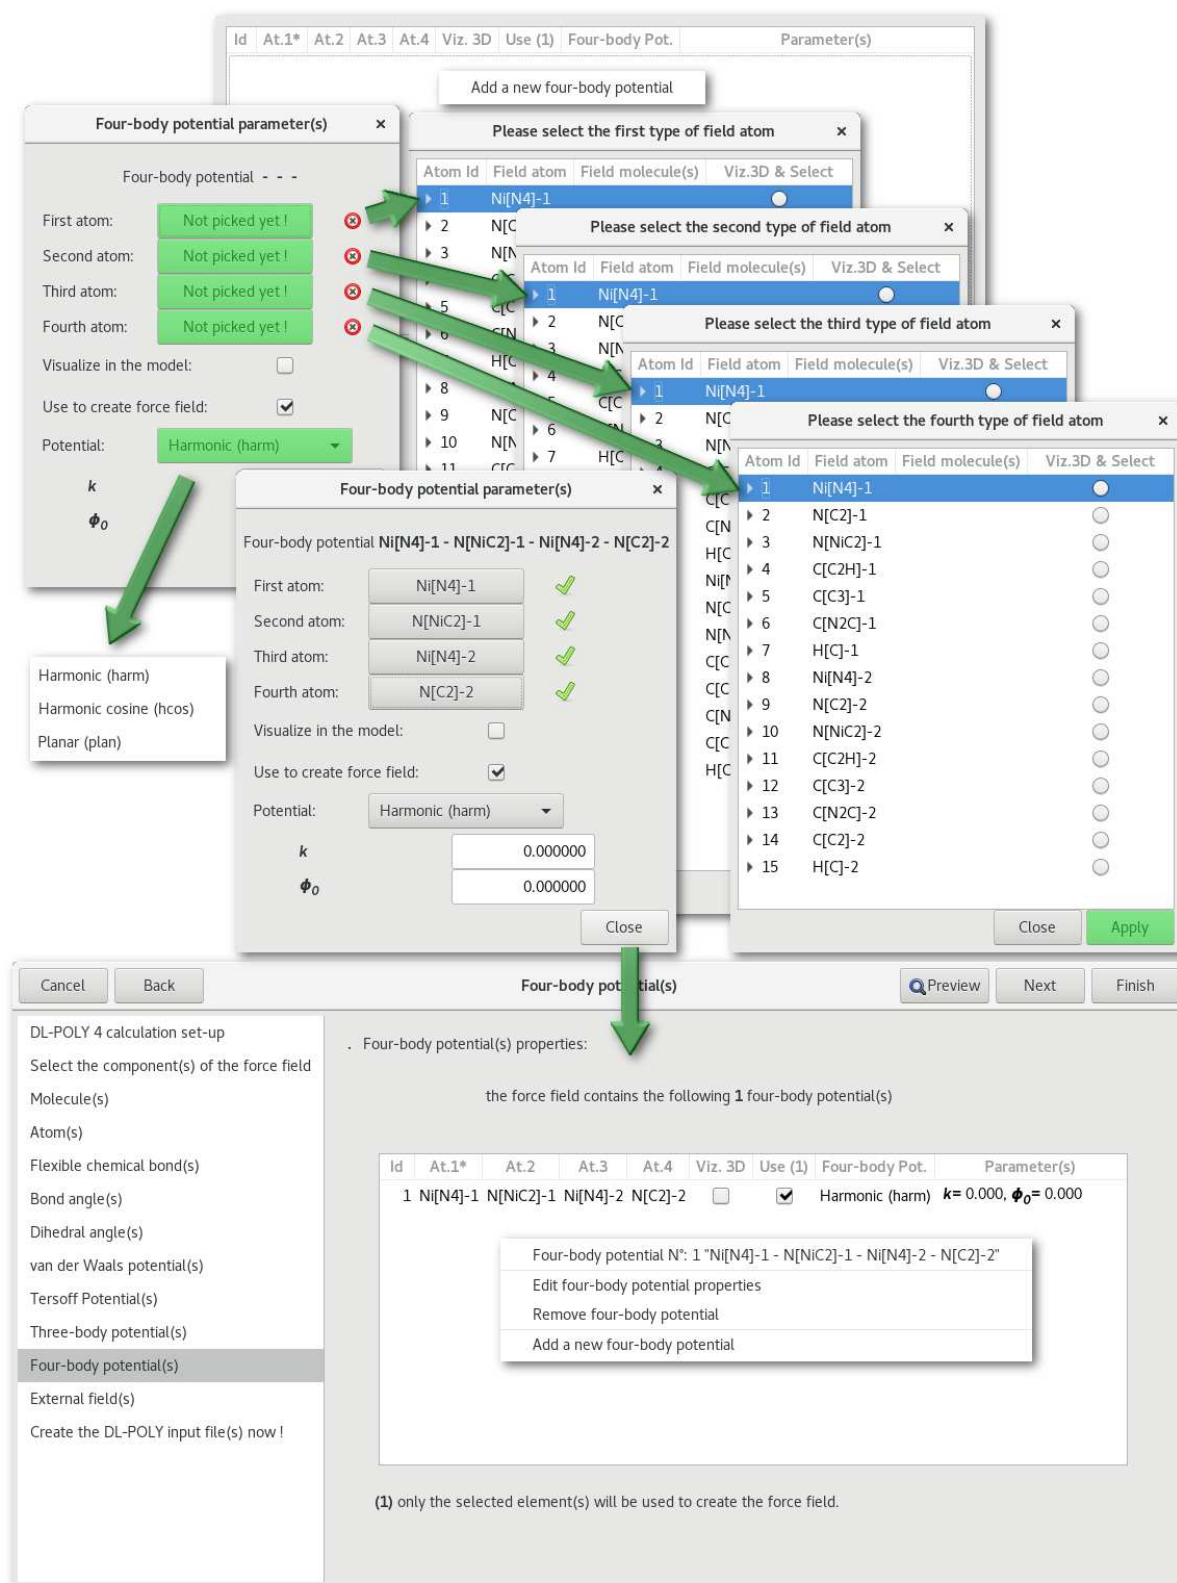 Id At.1* At.2 At.3 At.4 Viz. 3D Use (1) Four-body Pot. Parameter(s)
Add a new four-body potential
Four-body potential parameter(s)
Four-body potential - - -
First atom: Not picked yet !
Second atom: Not picked yet !
Third atom: Not picked yet !
Fourth atom: Not picked yet !
Visualize in the model:
Use to create force field:
Potential: Harmonic (harm)
k
ϕ0
Harmonic (harm)
Harmonic cosine (hcos)
Planar (plan)
Please select the first type of field atom
Atom Id Field atom Field molecule(s) Viz.3D & Select
1 Ni[N4]-1
2 N[C
3 N[N
5 C[C
6
H[C
8
9 N[C
10 N[N
11 C[C
Please select the second type of field atom
Atom Id Field atom Field molecule(s) Viz.3D & Select
1 Ni[N4]-1
2 N[C
3 N[N
4
5 C[C
6
7 H[C
Please select the third type of field atom
Atom Id Field atom Field molecule(s) Viz.3D & Select
1 Ni[N4]-1
2 N[C
3 N[N
C[C
C[N
H[C
Ni[N
N[C
N[N
C[C
C[C
C[N
C[C
H[C
Please select the fourth type of field atom
Atom Id Field atom Field molecule(s) Viz.3D & Select
1 Ni[N4]-1
2 N[C2]-1
3 N[NiC2]-1
4 C[C2H]-1
5 C[C3]-1
6 C[N2C]-1
7 H[C]-1
8 Ni[N4]-2
9 N[C2]-2
10 N[NiC2]-2
11 C[C2H]-2
12 C[C3]-2
13 C[N2C]-2
14 C[C2]-2
15 H[C]-2
Close Apply
Four-body potential parameter(s)
Four-body potential Ni[N4]-1 - N[NiC2]-1 - Ni[N4]-2 - N[C2]-2
First atom: Ni[N4]-1
Second atom: N[NiC2]-1
Third atom: Ni[N4]-2
Fourth atom: N[C2]-2
Visualize in the model:
Use to create force field:
Potential: Harmonic (harm)
k 0.000000
ϕ0 0.000000
Close
Cancel Back Four-body potential(s) Preview Next Finish
DL-POLY 4 calculation set-up
Select the component(s) of the force field
Molecule(s)
Atom(s)
Flexible chemical bond(s)
Bond angle(s)
Dihedral angle(s)
van der Waals potential(s)
Tersoff Potential(s)
Three-body potential(s)
Four-body potential(s)
External field(s)
Create the DL-POLY input file(s) now !
. Four-body potential(s) properties:
the force field contains the following 1 four-body potential(s)
Id At.1* At.2 At.3 At.4 Viz. 3D Use (1) Four-body Pot. Parameter(s)
1 Ni[N4]-1 N[NiC2]-1 Ni[N4]-2 N[C2]-2 Harmonic (harm) k= 0.000, ϕ0= 0.000
Four-body potential N°: 1 "Ni[N4]-1 - N[NiC2]-1 - Ni[N4]-2 - N[C2]-2"
Edit four-body potential properties
Remove four-body potential
Add a new four-body potential
(1) only the selected element(s) will be used to create the force field.